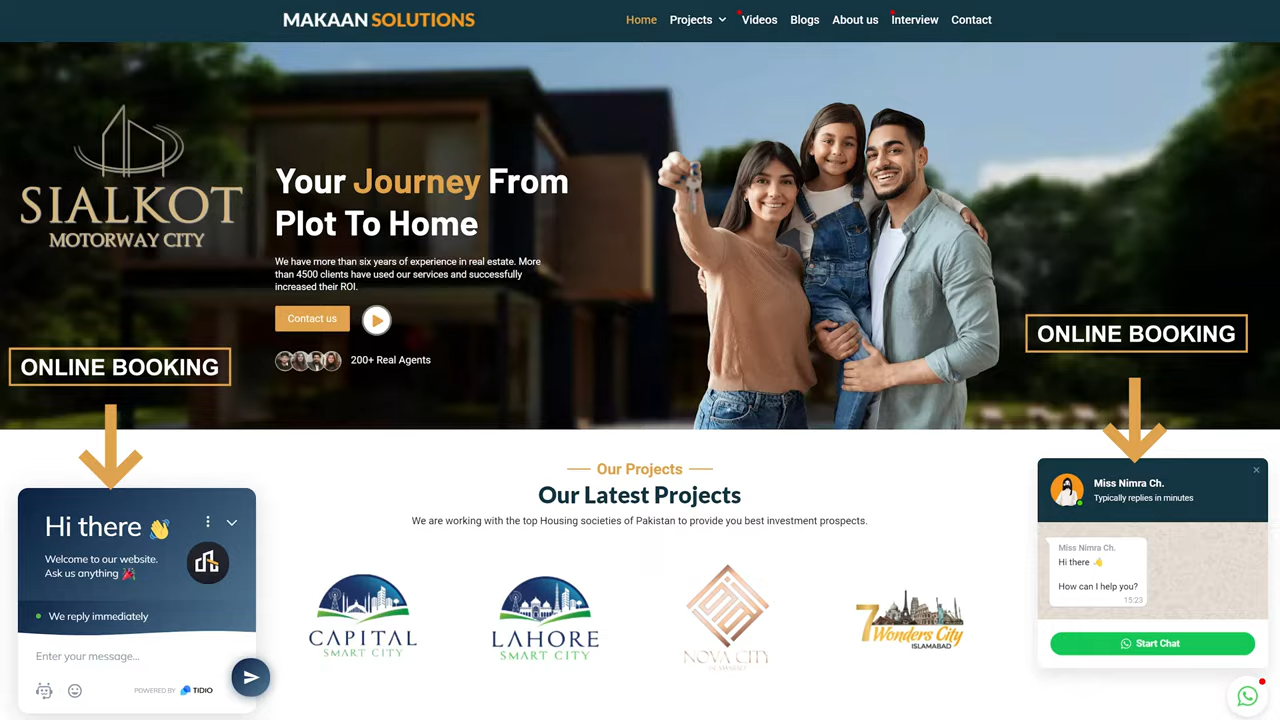 MAKAAN SOLUTIONS
Home Projects Videos Blogs About us Interview Contact
SIALKOT
MOTORWAY CITY
Your Journey From
Plot To Home
We have more than six years of experience in real estate. More
than 4500 clients have used our services and successfully
increased their ROI.
Contact us
200+ Real Agents
ONLINE BOOKING
ONLINE BOOKING
Our Projects
Our Latest Projects
We are working with the top Housing societies of Pakistan to provide you best investment prospects.
CAPITAL
SMART CITY
LAHORE
SMART CITY
NOVA CITY
ISLAMABAD
7 Wonders City
ISLAMABAD
Hi there 👋
Welcome to our website.
Ask us anything 🎉
We reply immediately
Enter your message...
POWERED BY TIDIO
Miss Nimra Ch.
Typically replies in minutes
Miss Nimra Ch.
Hi there 👋
How can I help you?
15:23
Start Chat